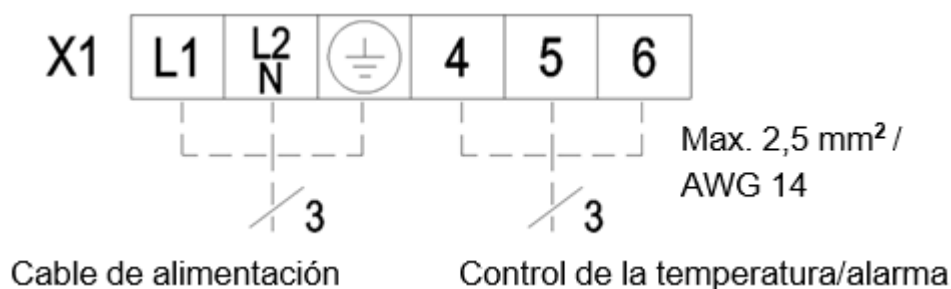 X1 L1 L2 N 4 5 6
Max. 2,5 mm² /
AWG 14
3 3
Cable de alimentación Control de la temperatura/alarma